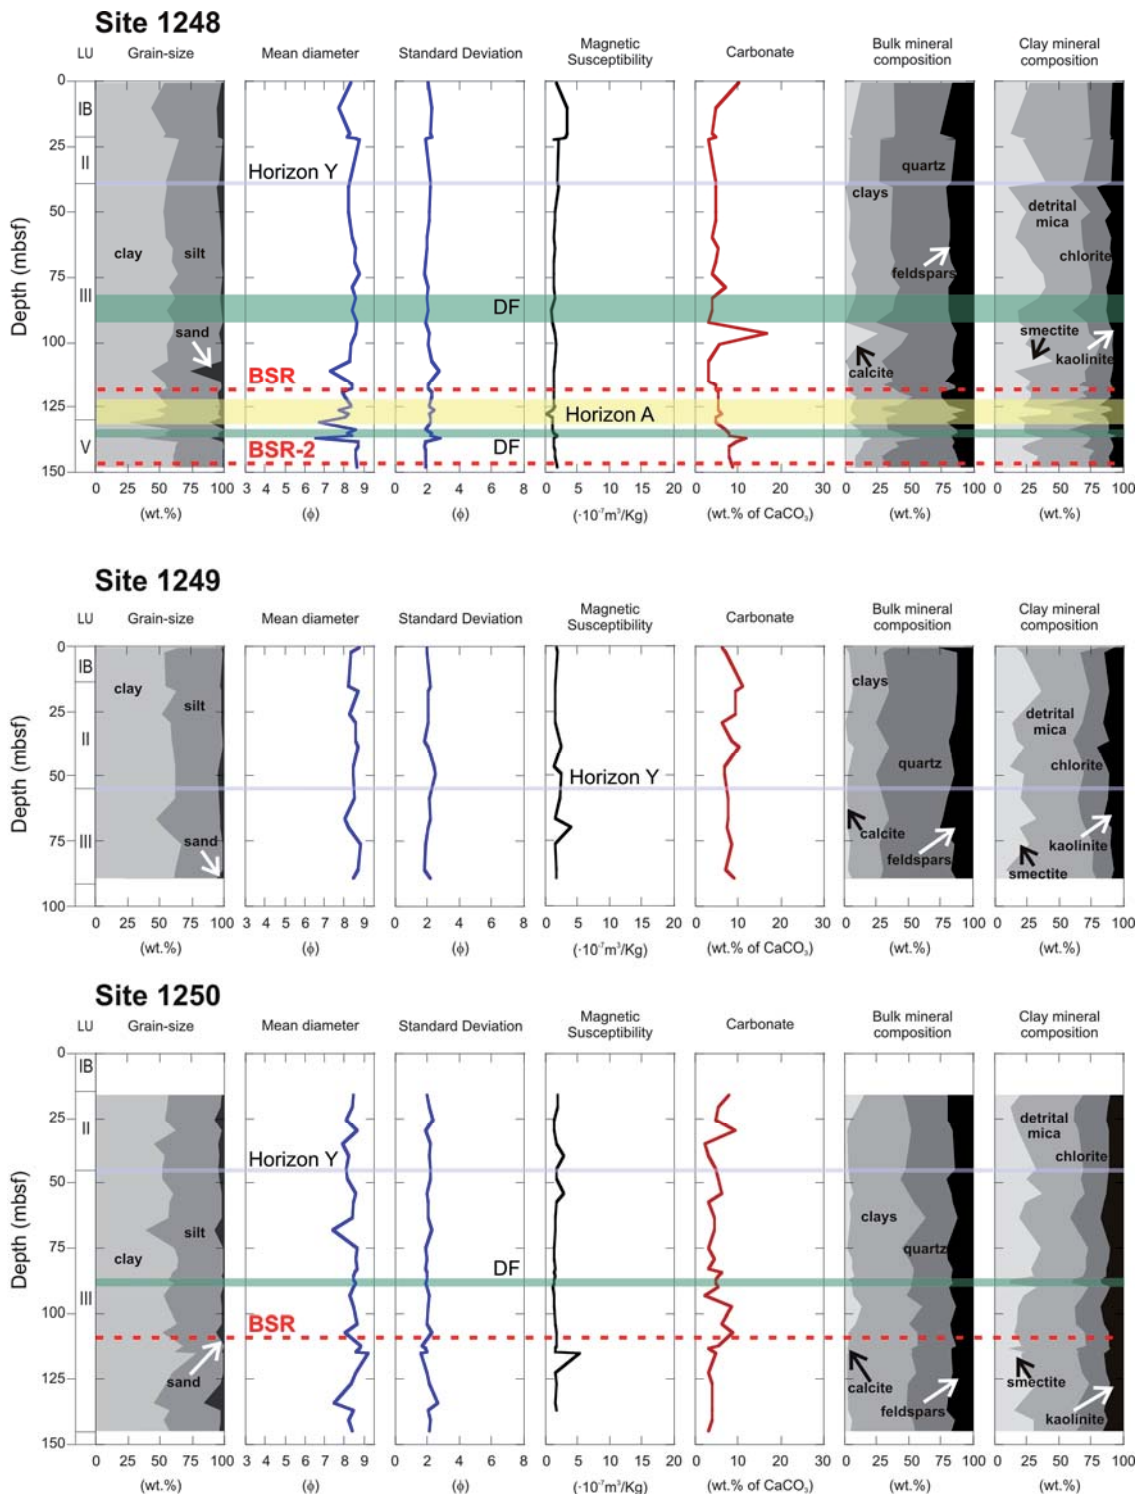 Site 1248
LU Grain-size Mean diameter Standard Deviation Magnetic Susceptibility Carbonate Bulk mineral composition Clay mineral composition
Depth (mbsf)
0
25
50
75
100
125
150
IB
II
III
V
clay
silt
sand
Horizon Y
DF
BSR
Horizon A
BSR-2
DF
quartz
clays
feldspars
calcite
detrital mica
chlorite
smectite
kaolinite
0 25 50 75 100 3 4 5 6 7 8 9 0 2 4 6 8 0 5 10 15 20 0 10 20 30 0 25 50 75 100 0 25 50 75 100
(wt.%) (ϕ) (ϕ) (·10⁻⁷m³/Kg) (wt.% of CaCO₃) (wt.%) (wt.%)
Site 1249
LU Grain-size Mean diameter Standard Deviation Magnetic Susceptibility Carbonate Bulk mineral composition Clay mineral composition
Depth (mbsf)
0
25
50
75
100
IB
II
III
clay
silt
sand
Horizon Y
clays
quartz
calcite
feldspars
detrital mica
chlorite
kaolinite
smectite
0 25 50 75 100 3 4 5 6 7 8 9 0 2 4 6 8 0 5 10 15 20 0 10 20 30 0 25 50 75 100 0 25 50 75 100
(wt.%) (ϕ) (ϕ) (·10⁻⁷m³/Kg) (wt.% of CaCO₃) (wt.%) (wt.%)
Site 1250
LU Grain-size Mean diameter Standard Deviation Magnetic Susceptibility Carbonate Bulk mineral composition Clay mineral composition
Depth (mbsf)
0
25
50
75
100
125
150
IB
II
III
silt
clay
sand
Horizon Y
DF
BSR
clays
quartz
calcite
feldspars
detrital mica
chlorite
smectite
kaolinite
0 25 50 75 100 3 4 5 6 7 8 9 0 2 4 6 8 0 5 10 15 20 0 10 20 30 0 25 50 75 100 0 25 50 75 100
(wt.%) (ϕ) (ϕ) (·10⁻⁷m³/Kg) (wt.% of CaCO₃) (wt.%) (wt.%)